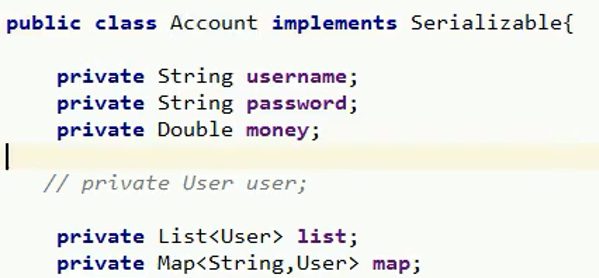 public class Account implements Serializable{
private String username;
private String password;
private Double money;
// private User user;
private List<User> list;
private Map<String,User> map;